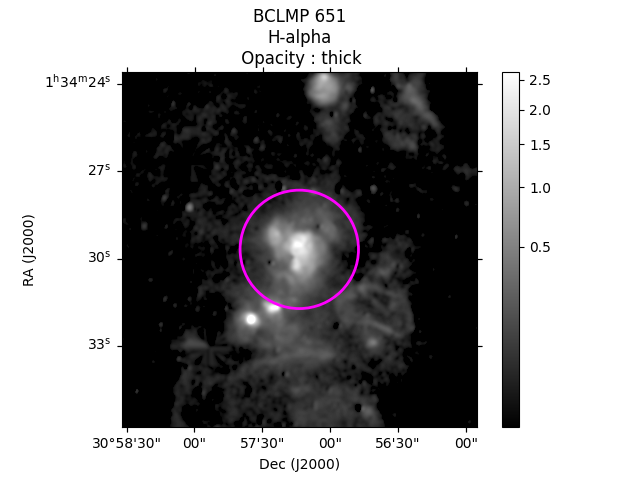 BCLMP 651
H-alpha
Opacity : thick
1h34m24s
27s
30s
33s
RA (J2000)
30°58'30" 00" 57'30" 00" 56'30" 00"
Dec (J2000)
2.5
2.0
1.5
1.0
0.5